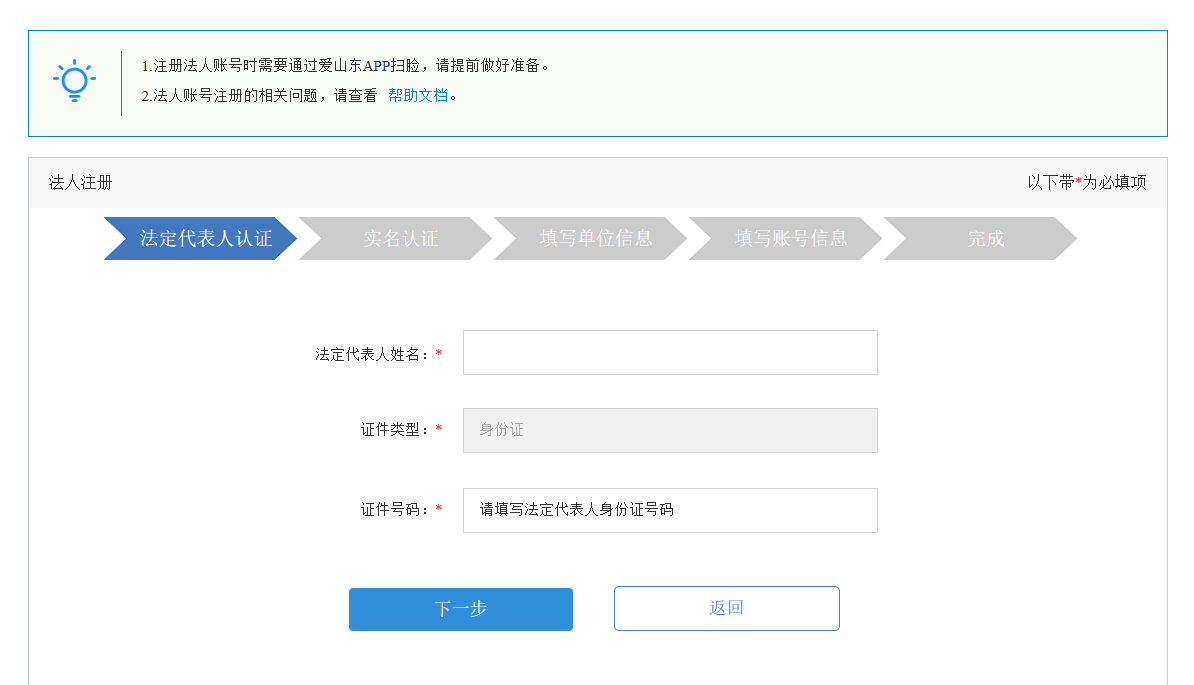 1.注册法人账号时需要通过爱山东APP扫脸，请提前做好准备。
2.法人账号注册的相关问题，请查看 帮助文档。
法人注册 以下带*为必填项
法定代表人认证 实名认证 填写单位信息 填写账号信息 完成
法定代表人姓名：*
证件类型：* 身份证
证件号码：* 请填写法定代表人身份证号码
下一步 返回